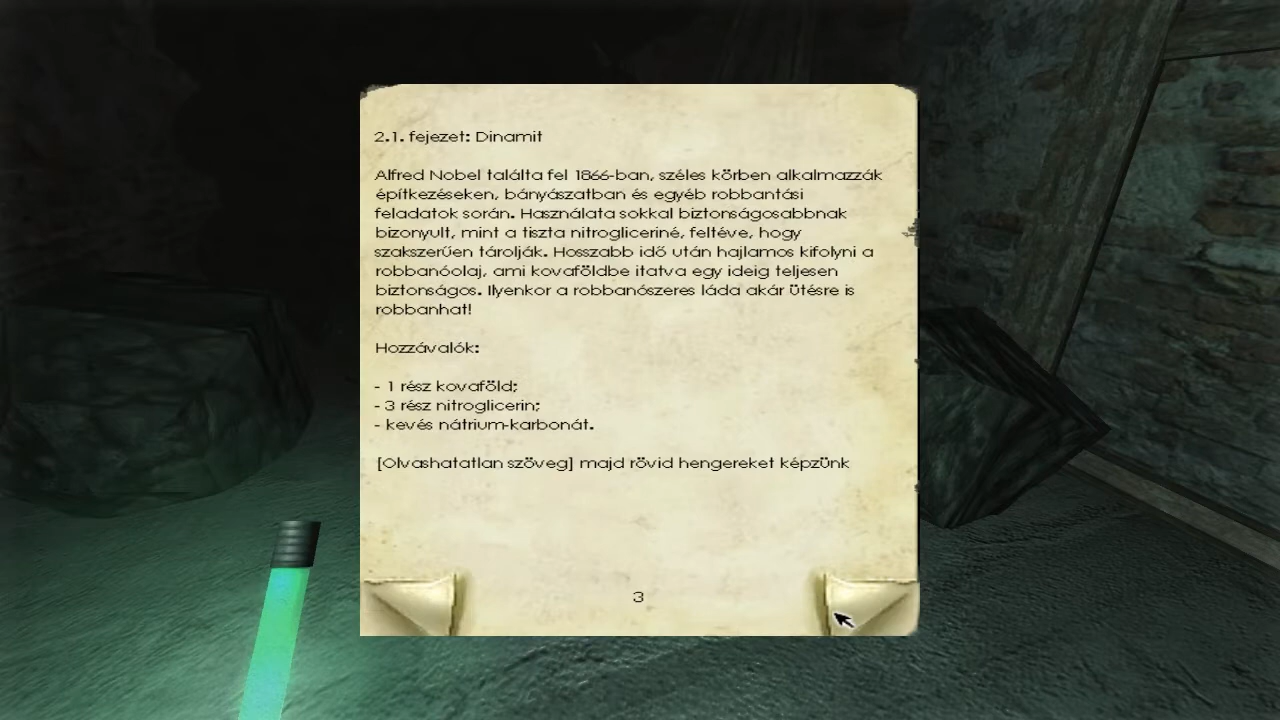 2.1. fejezet: Dinamit
Alfred Nobel találta fel 1866-ban, széles körben alkalmazzák
építkezéseken, bányászatban és egyéb robbantási
feladatok során. Használata sokkal biztonságosabbnak
bizonyult, mint a tiszta nitrogliceriné, feltéve, hogy
szakszerűen tárolják. Hosszabb idő után hajlamos kifolyni a
robbanóolaj, ami kovaföldbe itatva egy ideig teljesen
biztonságos. Ilyenkor a robbanószeres láda akár ütésre is
robbanhat!
Hozzávalók:
- 1 rész kovaföld;
- 3 rész nitroglicerin;
- kevés nátrium-karbonát.
[Olvashatatlan szöveg] majd rövid hengereket képzünk
3